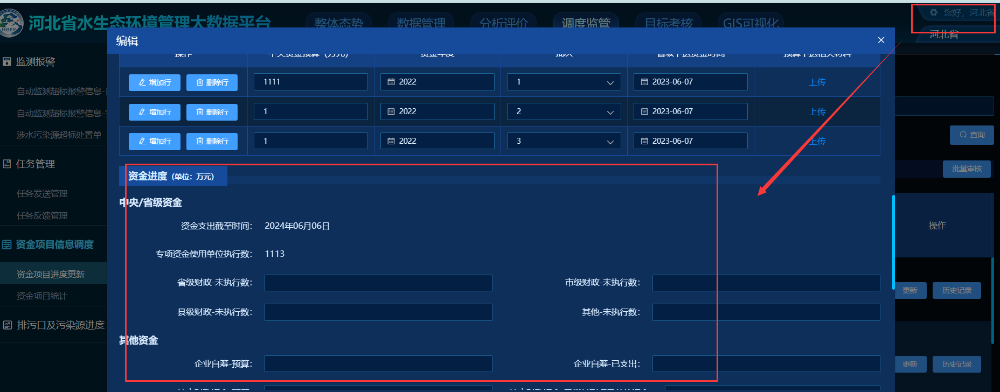 河北省水生态环境管理大数据平台
整体态势 数据管理 分析评价 调度监管 目标考核 GIS可视化
您好，河北省
河北省
HBEE
编辑
操作 中央资金预算（万元） 资金年度 批次 省级下达资金时间 预算下达相关材料
增加行 删除行 1111 2022 1 2023-06-07 上传
增加行 删除行 1 2022 2 2023-06-07 上传
增加行 删除行 1 2022 3 2023-06-07 上传
资金进度（单位：万元）
中央/省级资金
资金支出截至时间： 2024年06月06日
专项资金使用单位执行数： 1113
省级财政-未执行数： 市级财政-未执行数：
县级财政-未执行数： 其他-未执行数：
其他资金
企业自筹-预算： 企业自筹-已支出：
监测报警
自动监测超标报警信息-
自动监测超标报警信息-
涉水污染源超标处置单
任务管理
任务发送管理
任务反馈管理
资金项目信息调度
资金项目进度更新
资金项目统计
排污口及污染源进度
查询
批量审核
操作
更新 历史记录
更新 历史记录